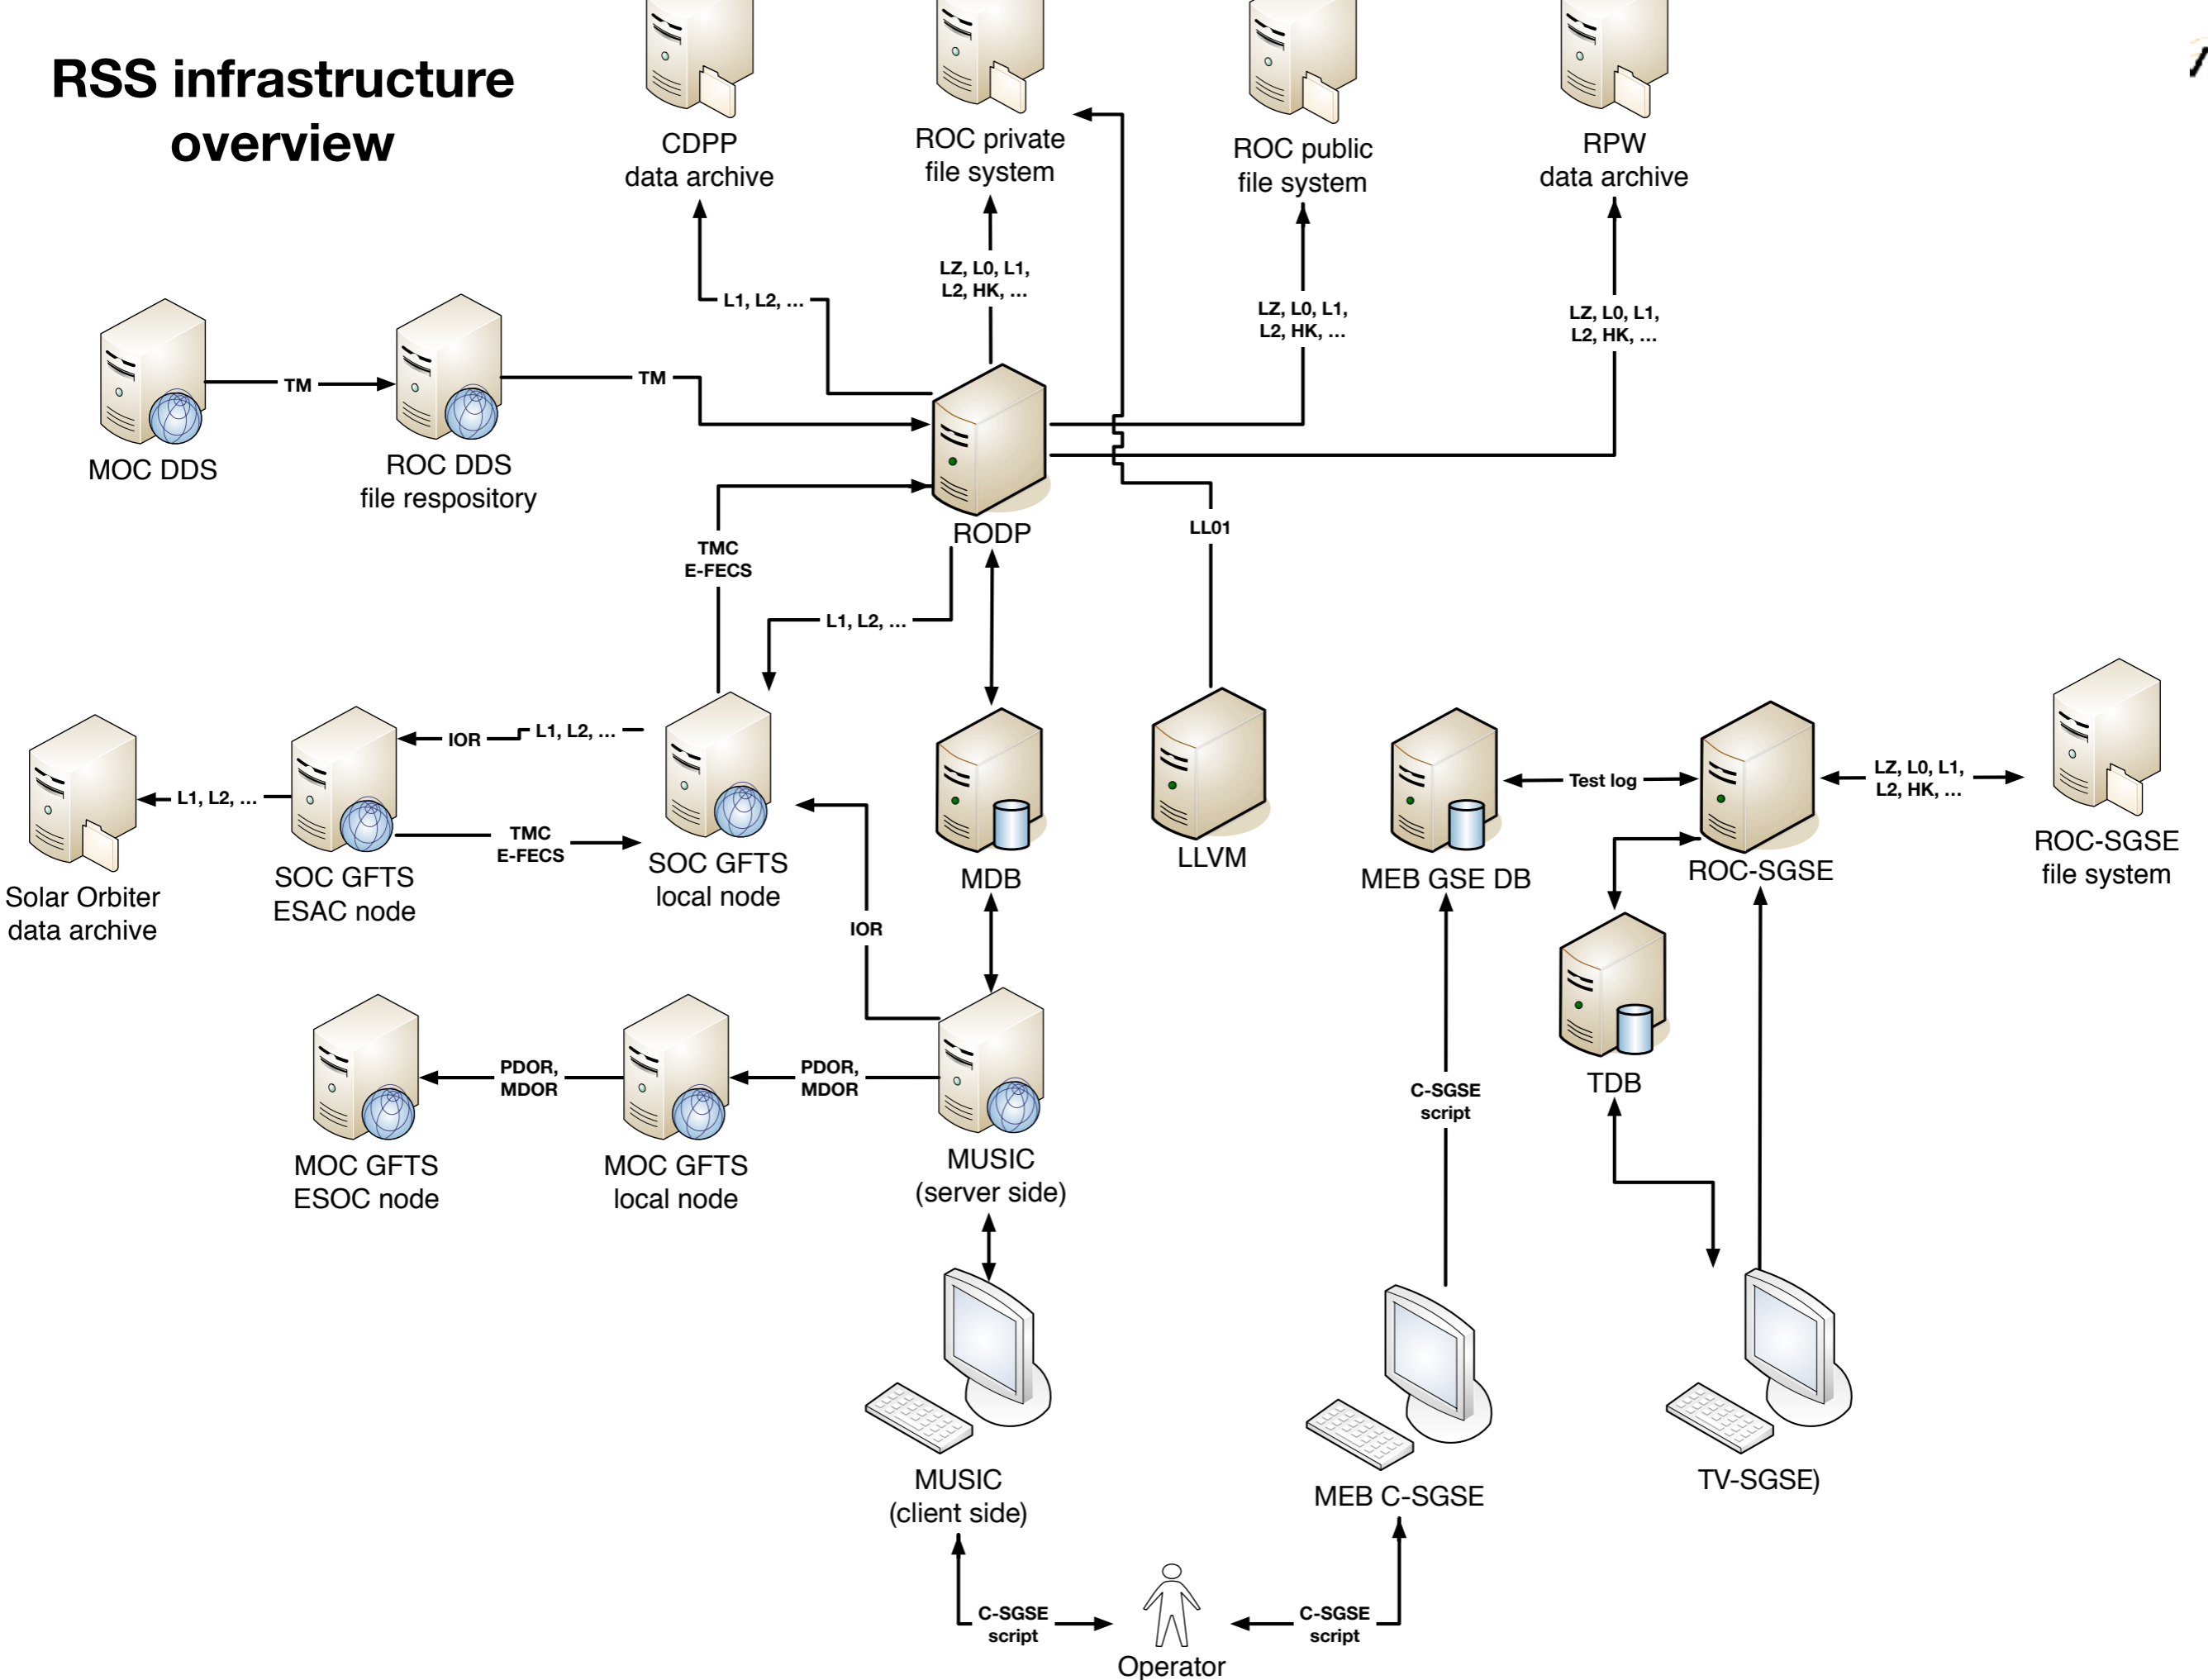 RSS infrastructure
overview
CDPP
data archive
ROC private
file system
ROC public
file system
RPW
data archive
L1, L2, ...
LZ, L0, L1,
L2, HK, ...
LZ, L0, L1,
L2, HK, ...
LZ, L0, L1,
L2, HK, ...
TM
TM
MOC DDS
ROC DDS
file respository
RODP
TMC
E-FECS
LL01
L1, L2, ...
IOR
L1, L2, ...
L1, L2, ...
TMC
E-FECS
Solar Orbiter
data archive
SOC GFTS
ESAC node
SOC GFTS
local node
MDB
LLVM
MEB GSE DB
Test log
ROC-SGSE
LZ, L0, L1,
L2, HK, ...
ROC-SGSE
file system
IOR
TDB
PDOR,
MDOR
PDOR,
MDOR
C-SGSE
script
MOC GFTS
ESOC node
MOC GFTS
local node
MUSIC
(server side)
MUSIC
(client side)
MEB C-SGSE
TV-SGSE)
C-SGSE
script
C-SGSE
script
Operator